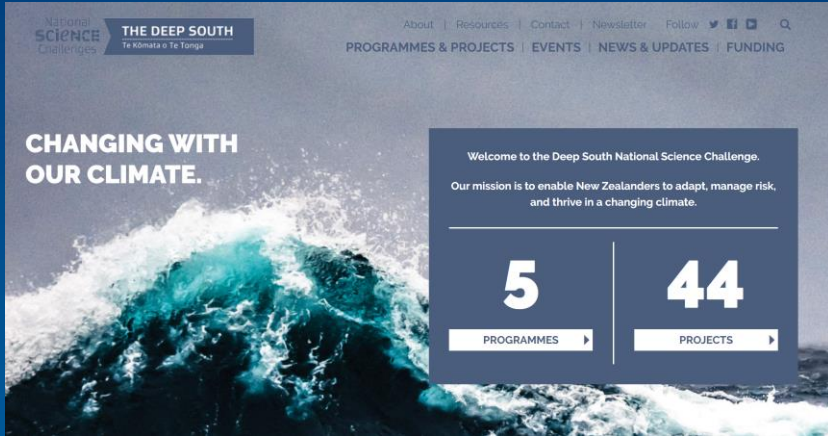 National
SCIENCE
Challenges
THE DEEP SOUTH
Te Kōmata o Te Tonga
About | Resources | Contact | Newsletter Follow
PROGRAMMES & PROJECTS | EVENTS | NEWS & UPDATES | FUNDING
CHANGING WITH
OUR CLIMATE.
Welcome to the Deep South National Science Challenge.
Our mission is to enable New Zealanders to adapt, manage risk,
and thrive in a changing climate.
5
PROGRAMMES
44
PROJECTS